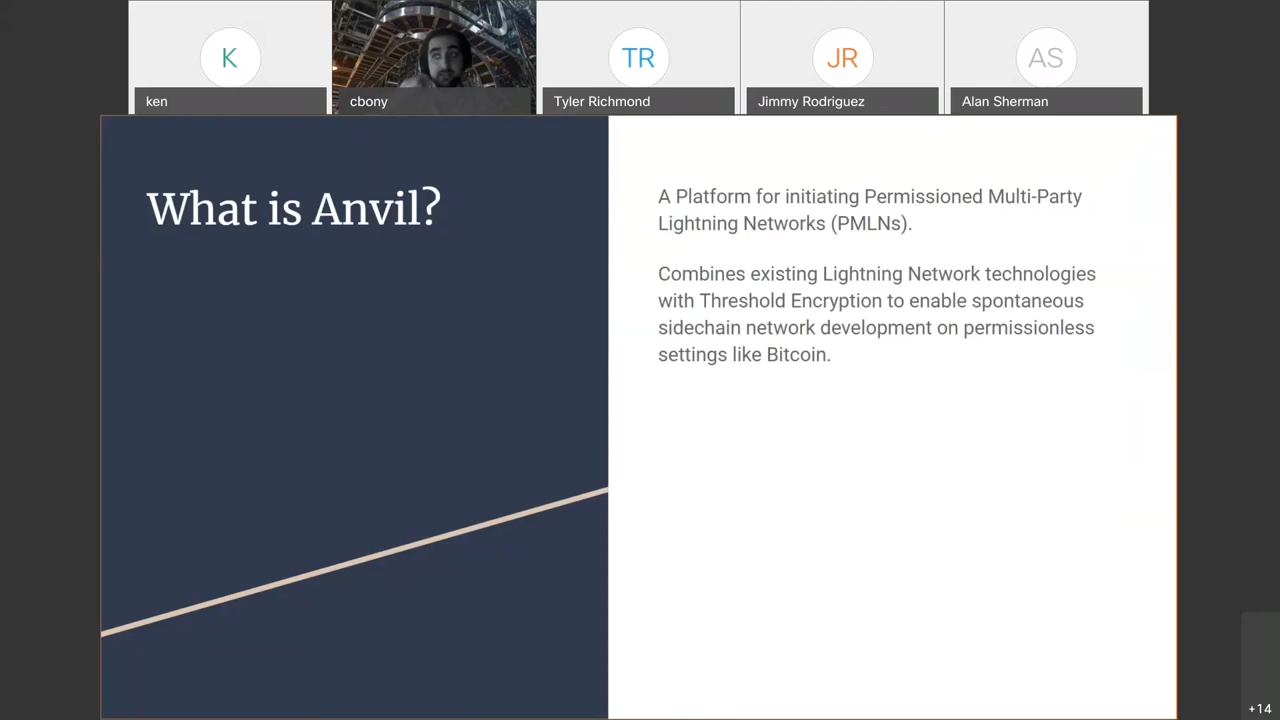 K
TR
JR
AS
ken
cbony
Tyler Richmond
Jimmy Rodriguez
Alan Sherman
What is Anvil?
A Platform for initiating Permissioned Multi-Party
Lightning Networks (PMLNs).
Combines existing Lightning Network technologies
with Threshold Encryption to enable spontaneous
sidechain network development on permissionless
settings like Bitcoin.
+14